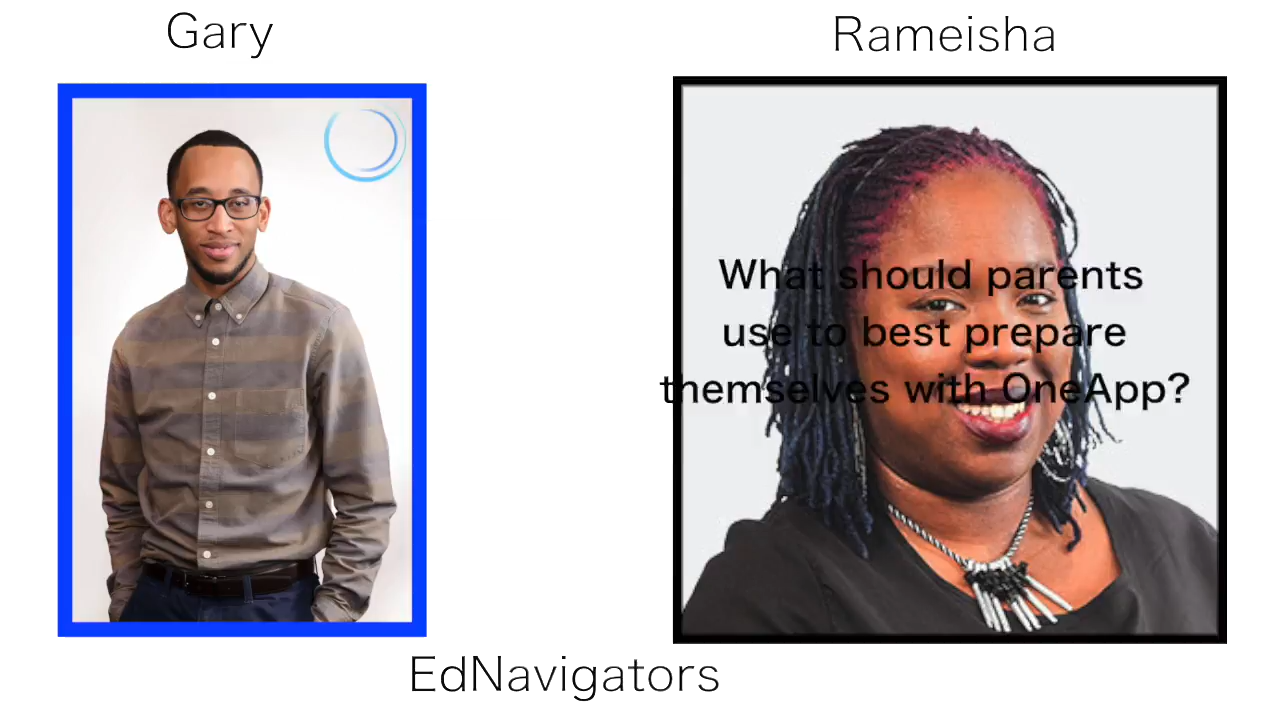 Gary
Rameisha
What should parents
use to best prepare
themselves with OneApp?
EdNavigators